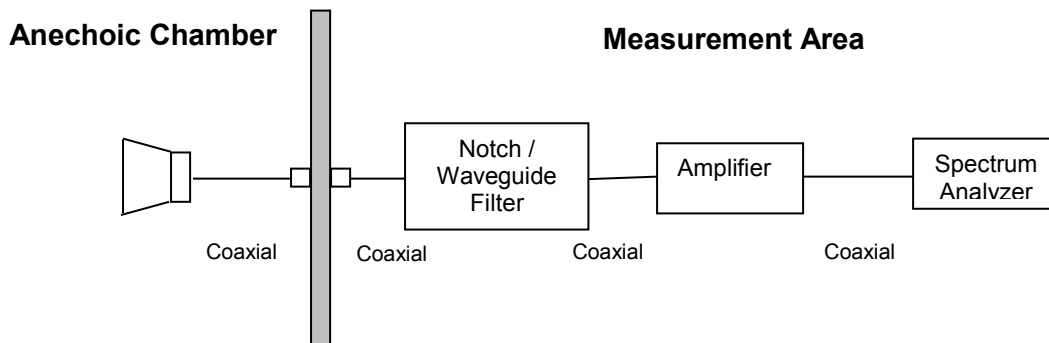 Anechoic Chamber
Measurement Area
Notch /
Waveguide
Filter
Amplifier
Spectrum
Analyzer
Coaxial
Coaxial
Coaxial
Coaxial